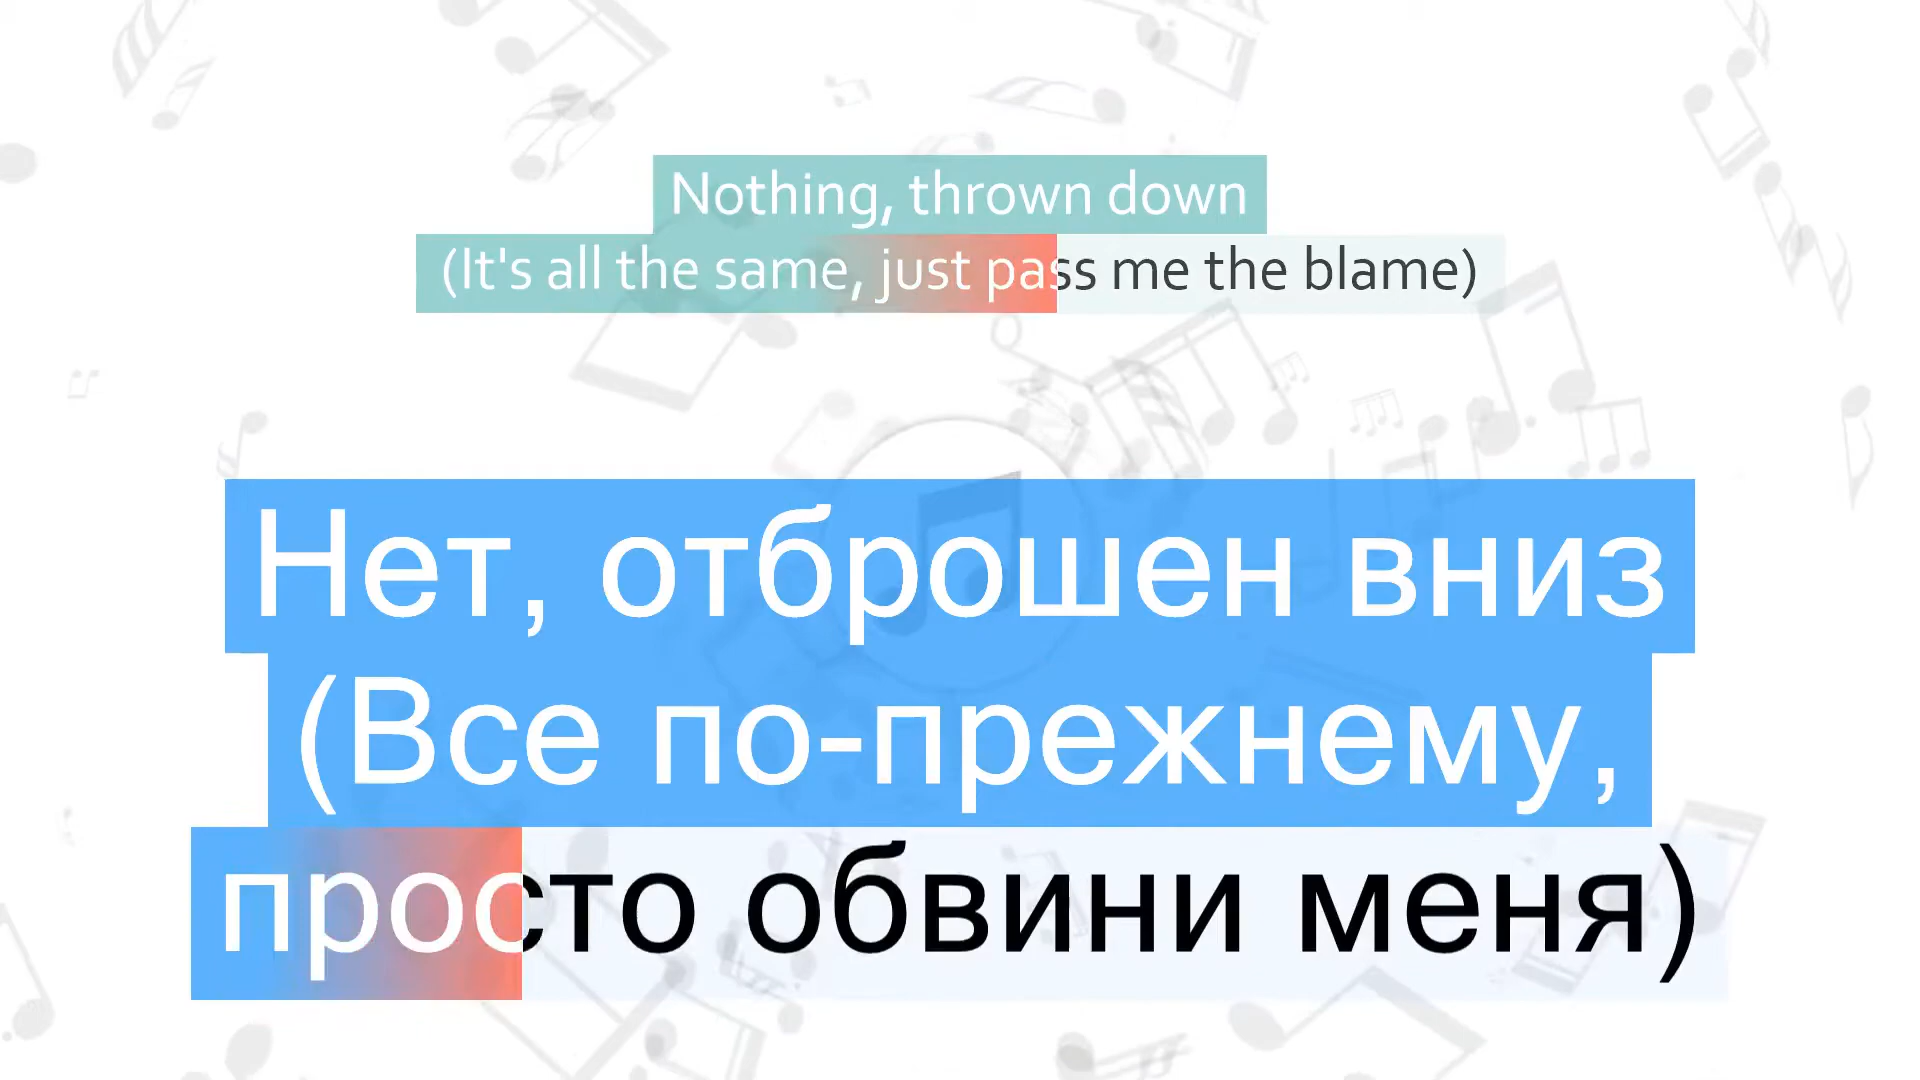 Nothing, thrown down
(It's all the same, just pass me the blame)
Нет, отброшен вниз
(Все по-прежнему,
просто обвини меня)